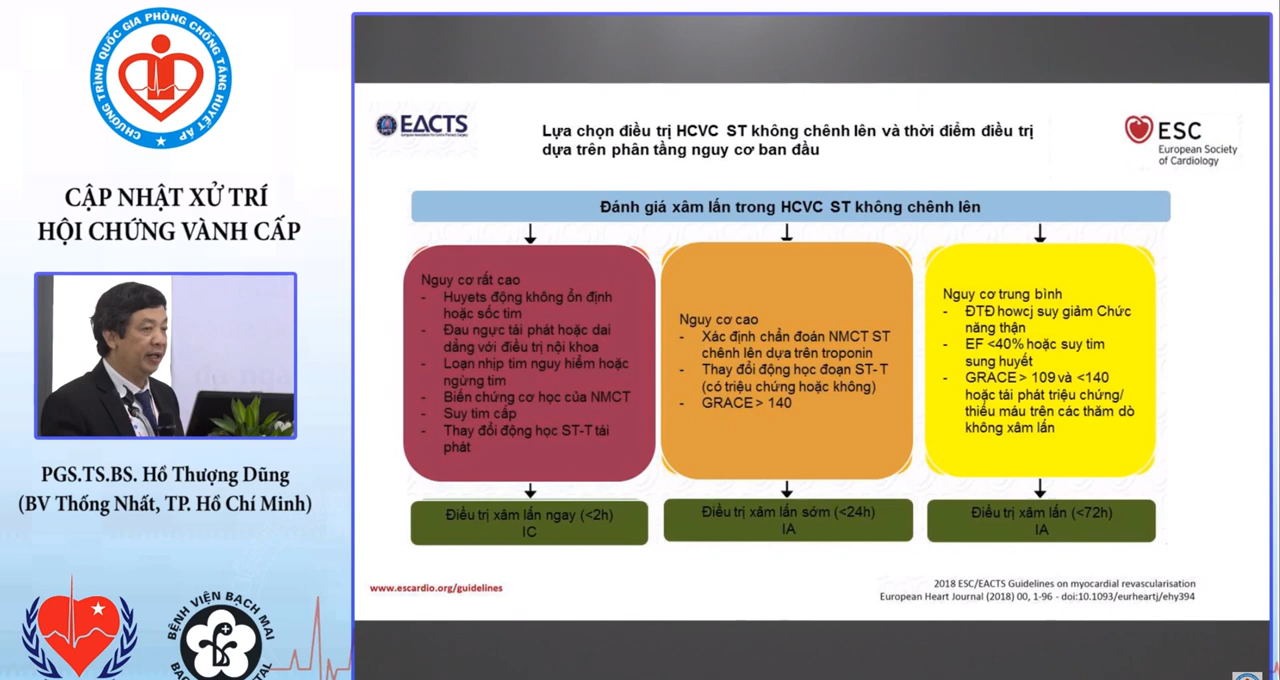 CHƯƠNG TRÌNH QUỐC GIA PHÒNG CHỐNG TĂNG HUYẾT ÁP
CẬP NHẬT XỬ TRÍ
HỘI CHỨNG VÀNH CẤP
PGS.TS.BS. Hồ Thượng Dũng
(BV Thống Nhất, TP. Hồ Chí Minh)
BỆNH VIỆN BẠCH MAI
EACTS
Lựa chọn điều trị HCVC ST không chênh lên và thời điểm điều trị
dựa trên phân tầng nguy cơ ban đầu
ESC
European Society
of Cardiology
Đánh giá xâm lấn trong HCVC ST không chênh lên
Nguy cơ rất cao
- Huyets động không ổn định
hoặc sốc tim
- Đau ngực tái phát hoặc dai
dẳng với điều trị nội khoa
- Loạn nhịp tim nguy hiểm hoặc
ngừng tim
- Biến chứng cơ học của NMCT
- Suy tim cấp
- Thay đổi động học ST-T tái
phát
Điều trị xâm lấn ngay (<2h)
IC
Nguy cơ cao
- Xác định chẩn đoán NMCT ST
chênh lên dựa trên troponin
- Thay đổi động học đoạn ST-T
(có triệu chứng hoặc không)
- GRACE > 140
Điều trị xâm lấn sớm (<24h)
IA
Nguy cơ trung bình
- ĐTĐ howcj suy giảm Chức
năng thận
- EF <40% hoặc suy tim
sung huyết
- GRACE > 109 và <140
hoặc tái phát triệu chứng/
thiếu máu trên các thăm dò
không xâm lấn
Điều trị xâm lấn (<72h)
IA
www.escardio.org/guidelines
2018 ESC/EACTS Guidelines on myocardial revascularisation
European Heart Journal (2018) 00, 1-96 - doi:10.1093/eurheartj/ehy394